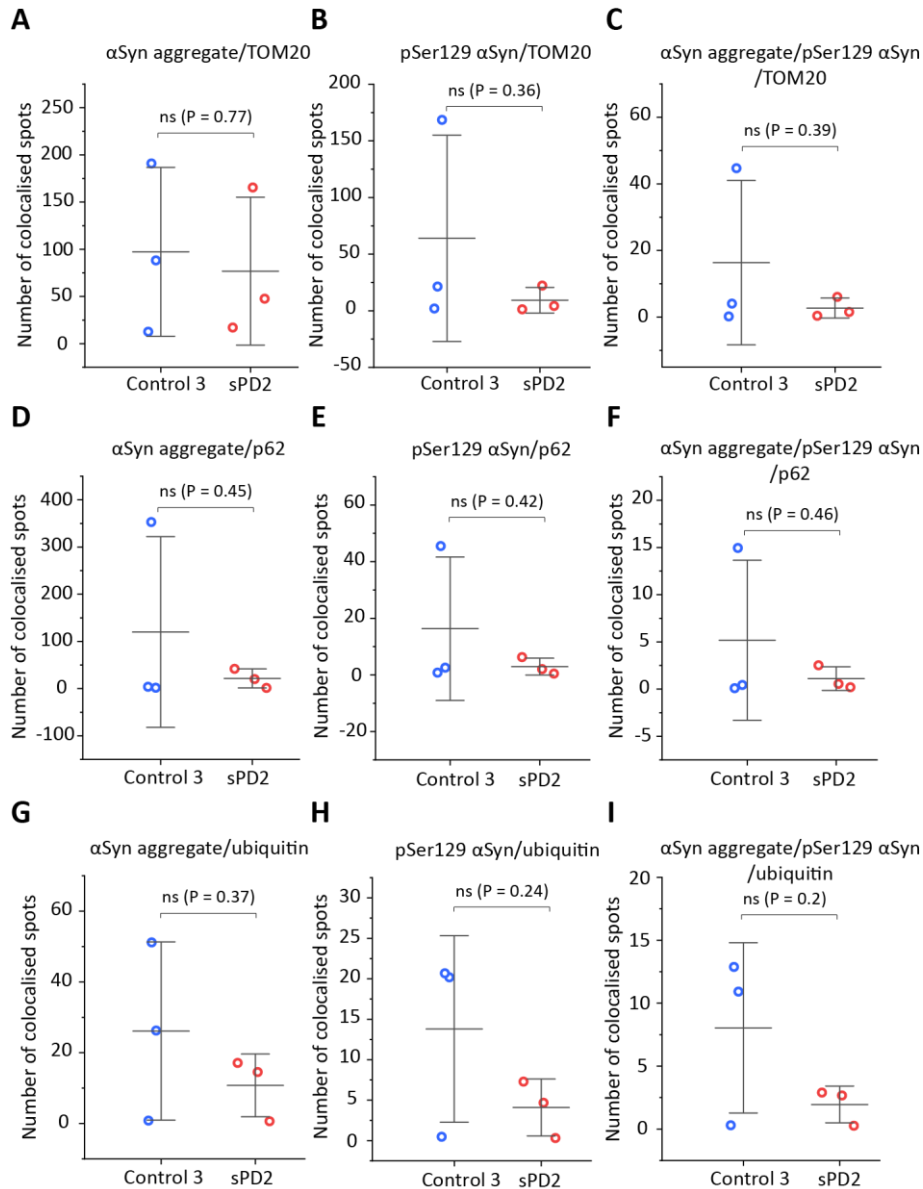 A
αSyn aggregate/TOM20
Number of colocalised spots
250
200
150
100
50
0
ns (P = 0.77)
Control 3
sPD2
B
pSer129 αSyn/TOM20
Number of colocalised spots
200
150
100
50
0
-50
ns (P = 0.36)
Control 3
sPD2
C
αSyn aggregate/pSer129 αSyn
/TOM20
Number of colocalised spots
60
40
20
0
ns (P = 0.39)
Control 3
sPD2
D
αSyn aggregate/p62
Number of colocalised spots
400
300
200
100
0
-100
ns (P = 0.45)
Control 3
sPD2
E
pSer129 αSyn/p62
Number of colocalised spots
60
40
20
0
-20
ns (P = 0.42)
Control 3
sPD2
F
αSyn aggregate/pSer129 αSyn
/p62
Number of colocalised spots
20
15
10
5
0
-5
ns (P = 0.46)
Control 3
sPD2
G
αSyn aggregate/ubiquitin
Number of colocalised spots
60
40
20
0
ns (P = 0.37)
Control 3
sPD2
H
pSer129 αSyn/ubiquitin
Number of colocalised spots
30
25
20
15
10
5
0
ns (P = 0.24)
Control 3
sPD2
I
αSyn aggregate/pSer129 αSyn
/ubiquitin
Number of colocalised spots
15
10
5
0
ns (P = 0.2)
Control 3
sPD2